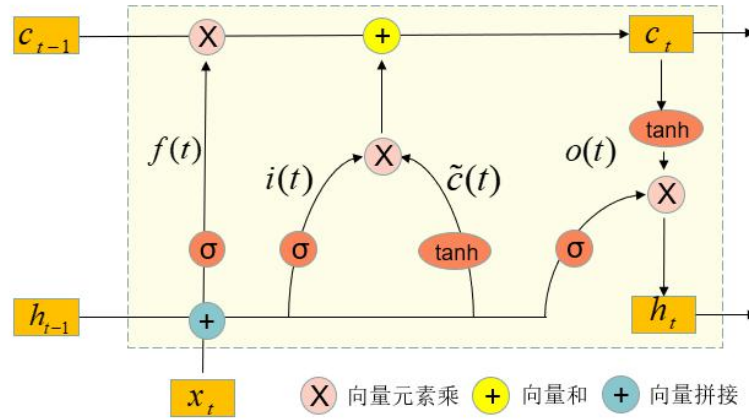 c_{t-1} X + c_t
tanh
f(t) i(t) X c̃(t) o(t) X
σ σ tanh σ
h_{t-1} + h_t
x_t X 向量元素乘 + 向量和 + 向量拼接